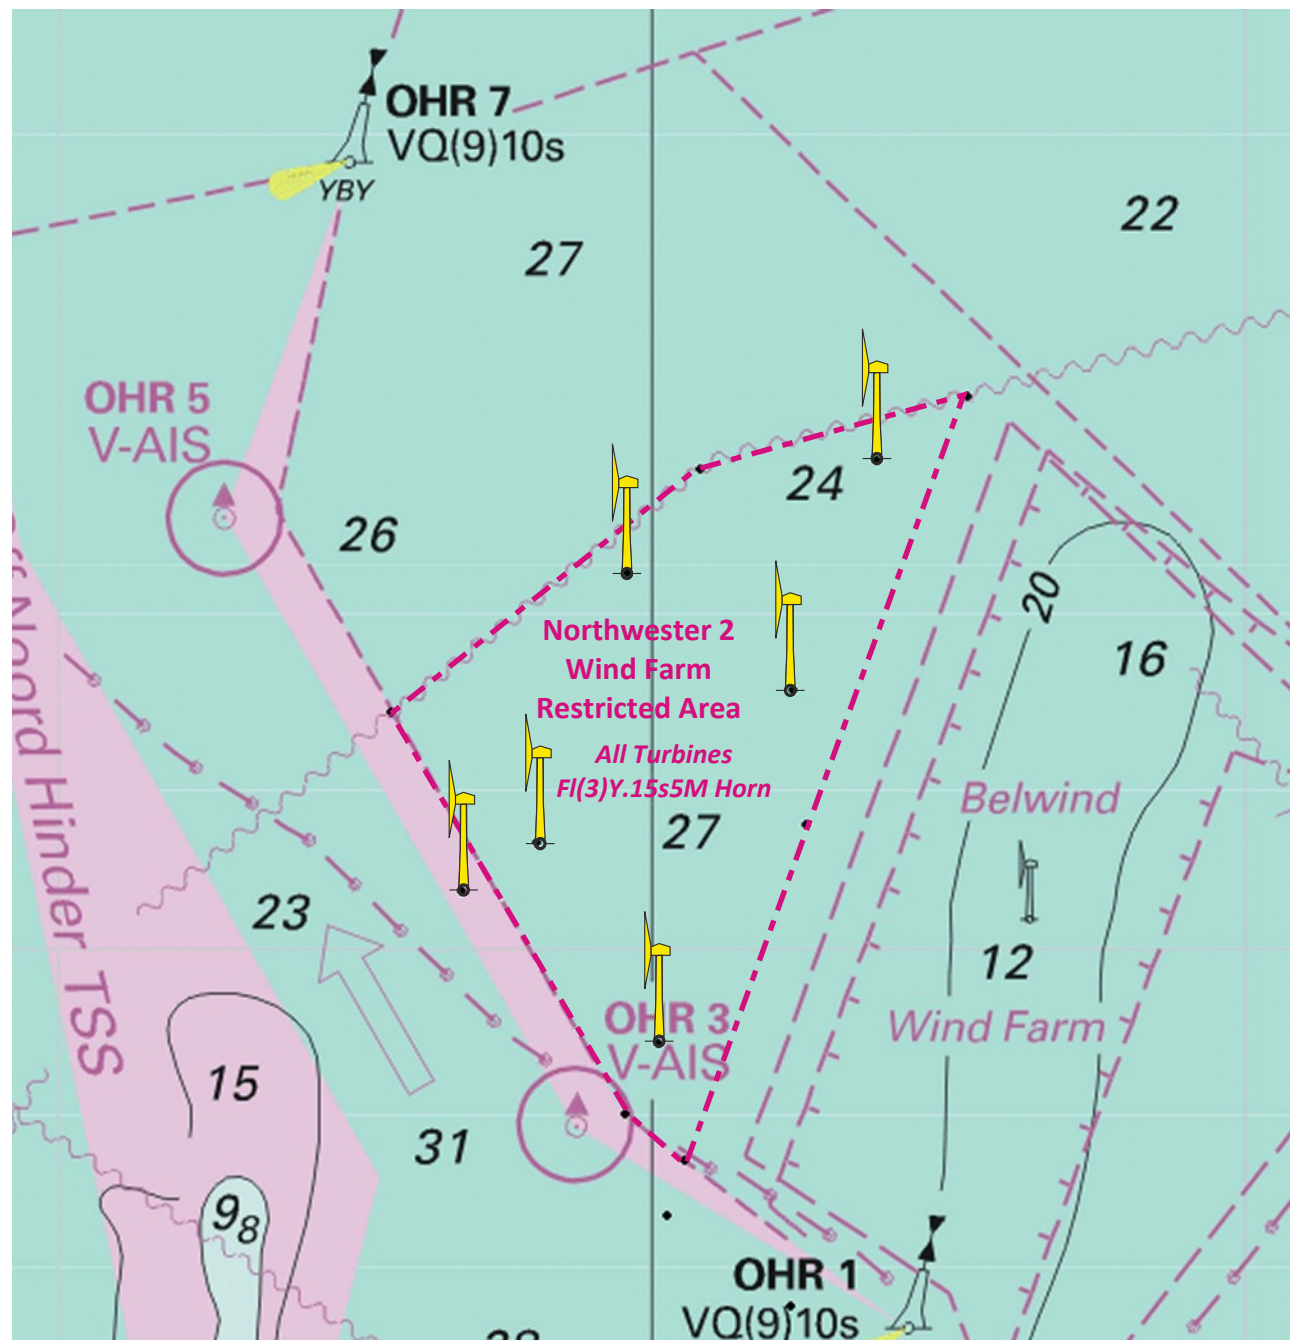 OHR 7
VQ(9)10s
YBY
22
27
OHR 5
V-AIS
24
26
20
Northwester 2
Wind Farm
Restricted Area
All Turbines
Fl(3)Y.15s5M Horn
16
Noord Hinder TSS
Belwind
27
23
12
Wind Farm
OHR 3
V-AIS
15
31
9₈
OHR 1
VQ(9)10s